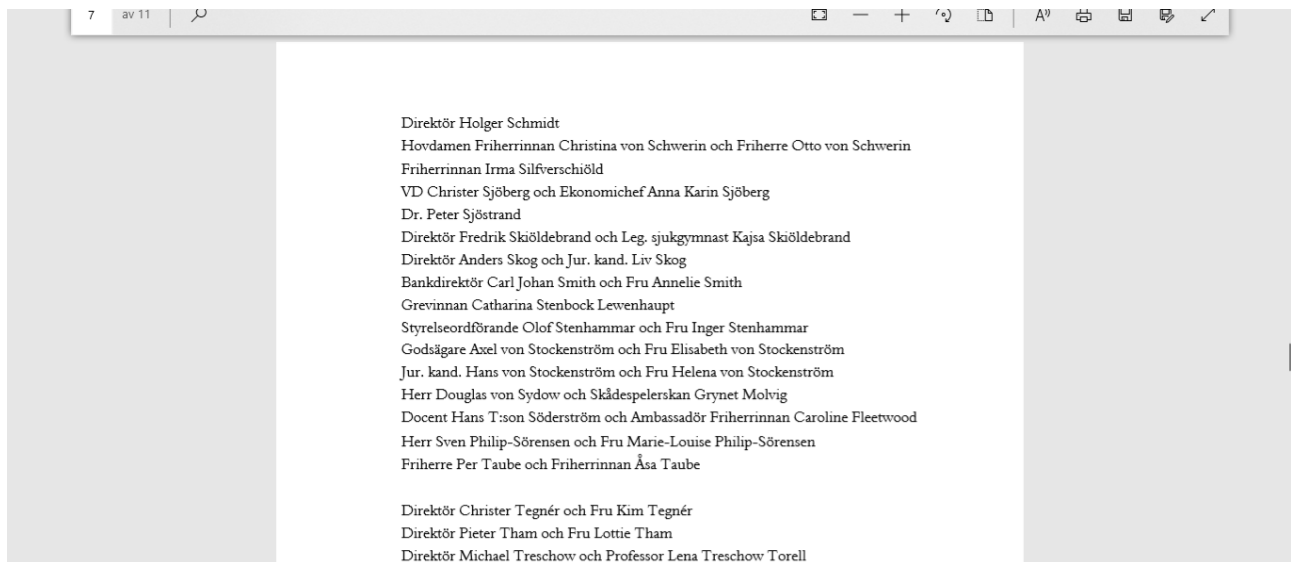 7 av 11
Direktör Holger Schmidt
Hovdamen Friherrinnan Christina von Schwerin och Friherre Otto von Schwerin
Friherrinnan Irma Silfverschiöld
VD Christer Sjöberg och Ekonomichef Anna Karin Sjöberg
Dr. Peter Sjöstrand
Direktör Fredrik Skiöldebrand och Leg. sjukgymnast Kajsa Skiöldebrand
Direktör Anders Skog och Jur. kand. Liv Skog
Bankdirektör Carl Johan Smith och Fru Annelie Smith
Grevinnan Catharina Stenbock Lewenhaupt
Styrelseordförande Olof Stenhammar och Fru Inger Stenhammar
Godsägare Axel von Stockenström och Fru Elisabeth von Stockenström
Jur. kand. Hans von Stockenström och Fru Helena von Stockenström
Herr Douglas von Sydow och Skådespelerskan Grynet Molvig
Docent Hans T:son Söderström och Ambassadör Friherrinnan Caroline Fleetwood
Herr Sven Philip-Sörensen och Fru Marie-Louise Philip-Sörensen
Friherre Per Taube och Friherrinnan Åsa Taube
Direktör Christer Tegnér och Fru Kim Tegnér
Direktör Pieter Tham och Fru Lottie Tham
Direktör Michael Treschow och Professor Lena Treschow Torell